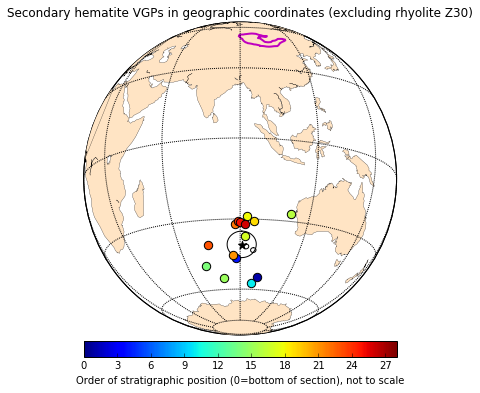 Secondary hematite VGPs in geographic coordinates (excluding rhyolite Z30)
0 3 6 9 12 15 18 21 24 27
Order of stratigraphic position (0=bottom of section), not to scale